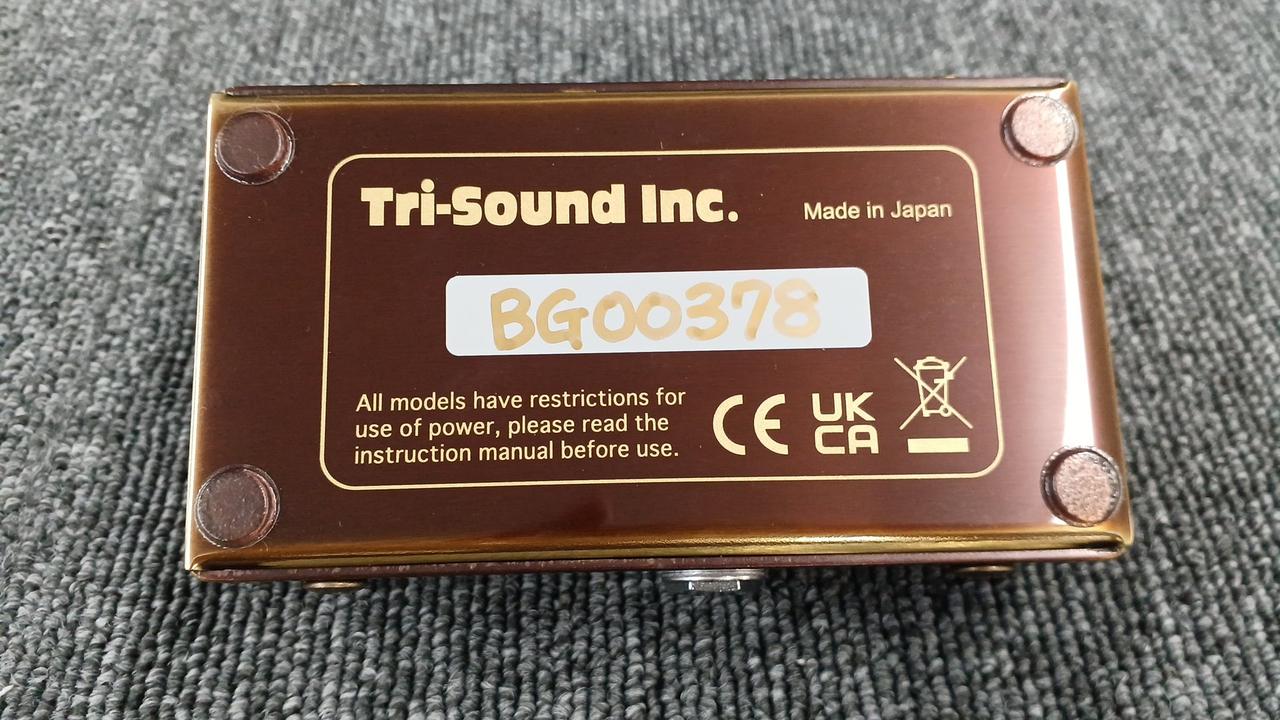 Tri-Sound Inc.
Made in Japan
BG00378
All models have restrictions for
use of power, please read the
instruction manual before use.
CE
UK
CA